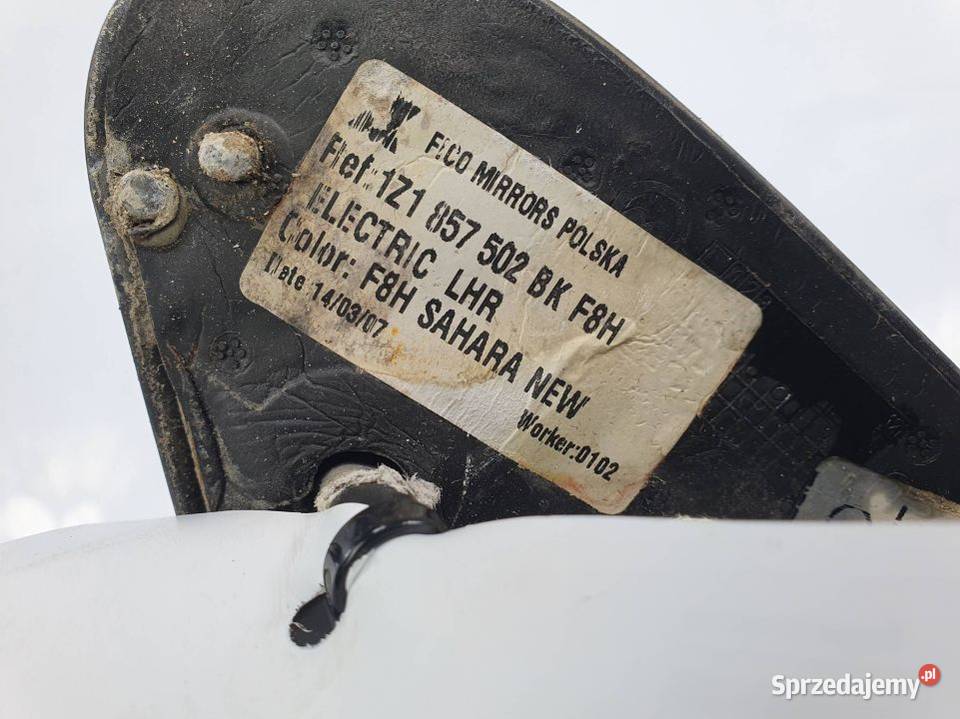 FICO MIRRORS POLSKA
Ref.:1Z1 857 502 BK F8H
ELECTRIC LHR
Color: F8H SAHARA NEW
Date 14/03/07
Worker:0102
Sprzedajemy.pl